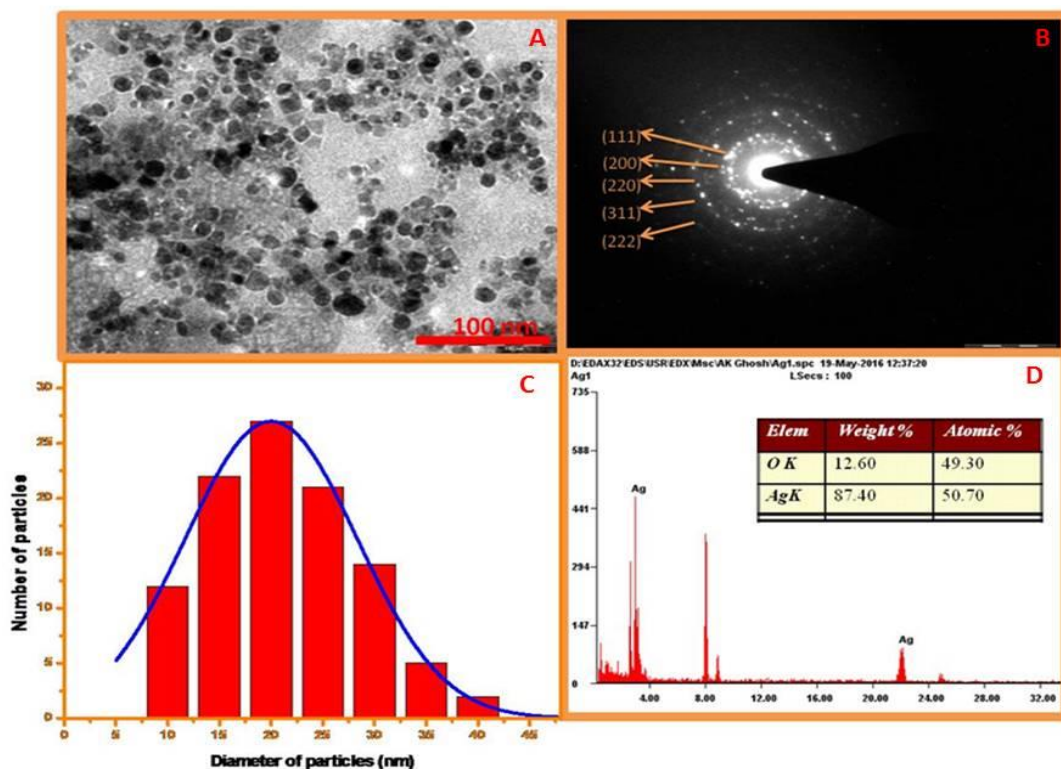 A
100 nm
B
(111)
(200)
(220)
(311)
(222)
C
Number of particles
30
25
20
15
10
5
0
0 5 10 15 20 25 30 35 40 45
Diameter of particles (nm)
D:\EDAX32\EDS\USR\EDX\Msc\AK Ghosh\Ag1.spc 19-May-2016 12:37:20
Ag1 LSecs : 100
D
735
588
441
294
147
0
Ag
Ag
Elem Weight % Atomic %
O K 12.60 49.30
AgK 87.40 50.70
4.00 8.00 12.00 16.00 20.00 24.00 28.00 32.00